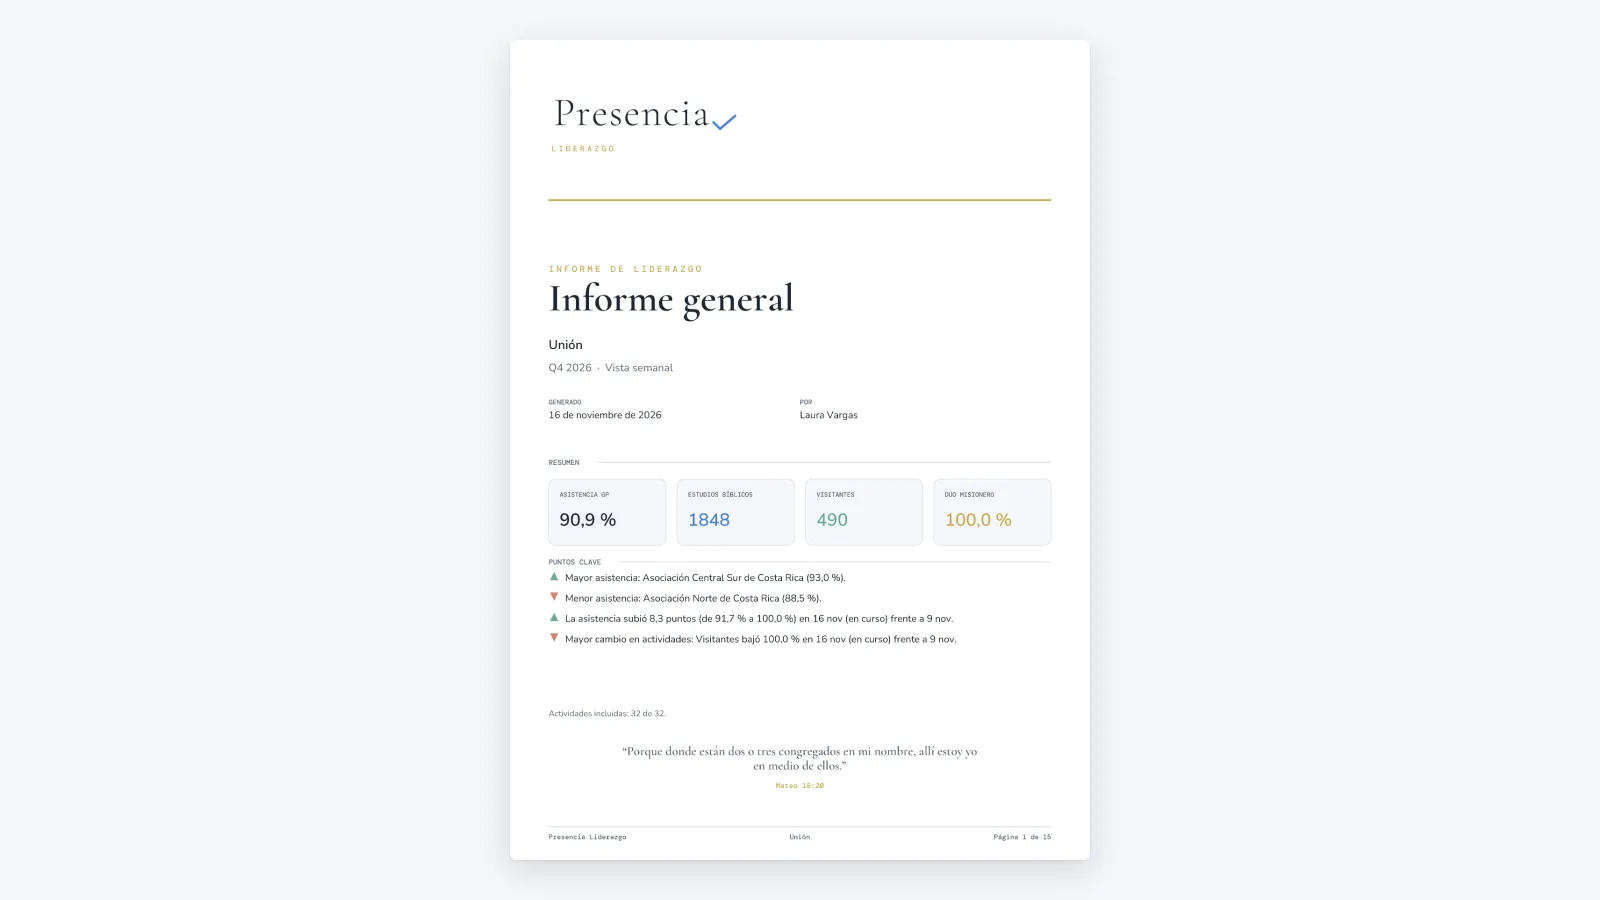 Presencia
LIDERAZGO
INFORME DE LIDERAZGO
Informe general
Unión
Q4 2026 · Vista semanal
GENERADO
16 de noviembre de 2026
POR
Laura Vargas
RESUMEN
ASISTENCIA GP
90,9 %
ESTUDIOS BÍBLICOS
1848
VISITANTES
490
DÚO MISIONERO
100,0 %
PUNTOS CLAVE
▲ Mayor asistencia: Asociación Central Sur de Costa Rica (93,0 %).
▼ Menor asistencia: Asociación Norte de Costa Rica (88,5 %).
▲ La asistencia subió 8,3 puntos (de 91,7 % a 100,0 %) en 16 nov (en curso) frente a 9 nov.
▼ Mayor cambio en actividades: Visitantes bajó 100,0 % en 16 nov (en curso) frente a 9 nov.
Actividades incluidas: 32 de 32.
“Porque donde están dos o tres congregados en mi nombre, allí estoy yo
en medio de ellos.”
Mateo 18:20
Presencia Liderazgo
Unión
Página 1 de 15